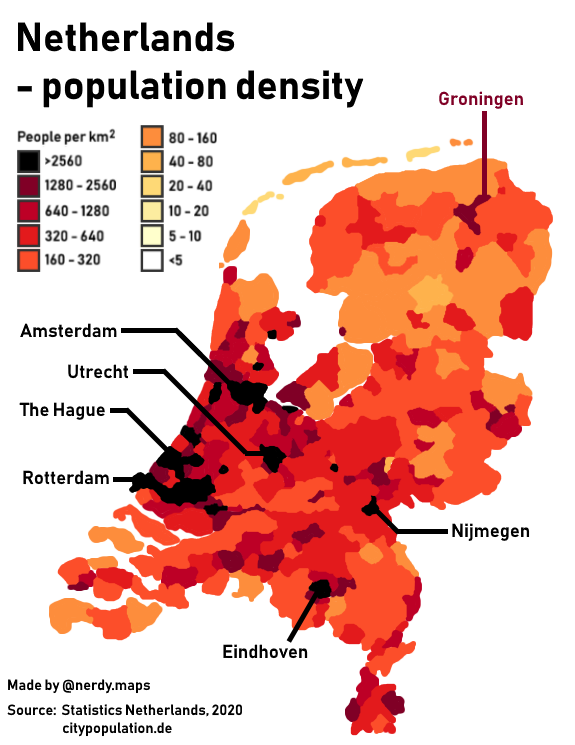 Netherlands
- population density
Groningen
People per km²
>2560
1280 - 2560
640 - 1280
320 - 640
160 - 320
80 - 160
40 - 80
20 - 40
10 - 20
5 - 10
<5
Amsterdam
Utrecht
The Hague
Rotterdam
Nijmegen
Eindhoven
Made by @nerdy.maps
Source: Statistics Netherlands, 2020
citypopulation.de